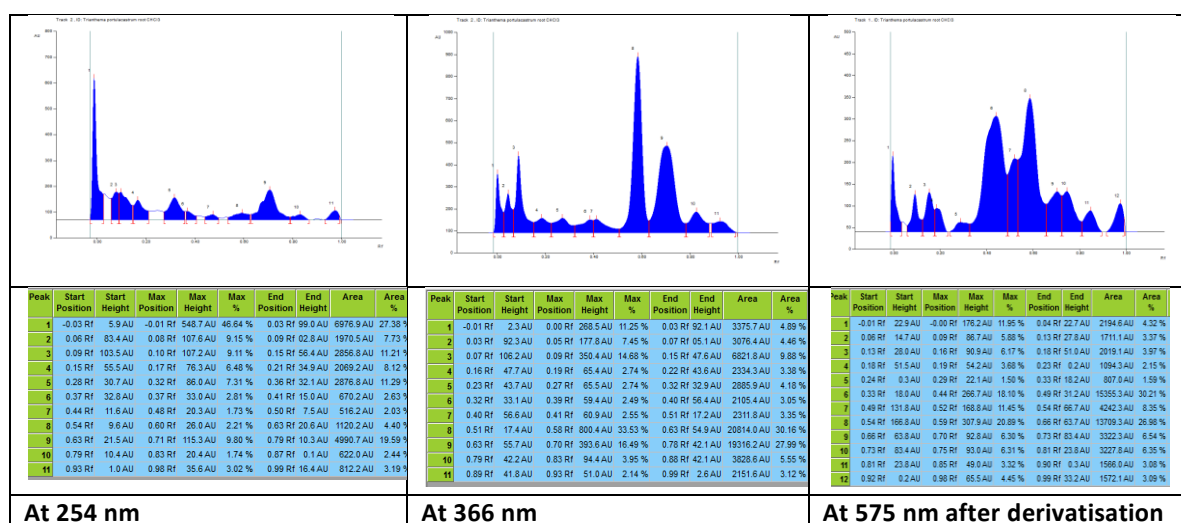 Track 2, ID: Trianthema portulacastrum root CHCl3
Track 2, ID: Trianthema portulacastrum root CHCl3
Track 1, ID: Trianthema portulacastrum root CHCl3
Peak Start Position Start Height Max Position Max Height Max % End Position End Height Area Area %
1 -0.03 Rf 5.9 AU -0.01 Rf 548.7 AU 46.64 % 0.03 Rf 99.0 AU 6976.9 AU 27.38 %
2 0.06 Rf 83.4 AU 0.08 Rf 107.6 AU 9.15 % 0.09 Rf 02.8 AU 1970.5 AU 7.73 %
3 0.09 Rf 103.5 AU 0.10 Rf 107.2 AU 9.11 % 0.15 Rf 56.4 AU 2856.8 AU 11.21 %
4 0.15 Rf 55.5 AU 0.17 Rf 76.3 AU 6.48 % 0.21 Rf 34.9 AU 2069.2 AU 8.12 %
5 0.28 Rf 30.7 AU 0.32 Rf 86.0 AU 7.31 % 0.36 Rf 32.1 AU 2876.8 AU 11.29 %
6 0.37 Rf 32.8 AU 0.37 Rf 33.0 AU 2.81 % 0.41 Rf 15.0 AU 670.2 AU 2.63 %
7 0.44 Rf 11.6 AU 0.48 Rf 20.3 AU 1.73 % 0.50 Rf 7.5 AU 516.2 AU 2.03 %
8 0.54 Rf 9.6 AU 0.60 Rf 26.0 AU 2.21 % 0.63 Rf 20.6 AU 1120.2 AU 4.40 %
9 0.63 Rf 21.5 AU 0.71 Rf 115.3 AU 9.80 % 0.79 Rf 10.3 AU 4990.7 AU 19.59 %
10 0.79 Rf 10.4 AU 0.83 Rf 20.4 AU 1.74 % 0.87 Rf 0.1 AU 622.0 AU 2.44 %
11 0.93 Rf 1.0 AU 0.98 Rf 35.6 AU 3.02 % 0.99 Rf 16.4 AU 812.2 AU 3.19 %
Peak Start Position Start Height Max Position Max Height Max % End Position End Height Area Area %
1 -0.01 Rf 2.3 AU 0.00 Rf 268.5 AU 11.25 % 0.03 Rf 92.1 AU 3375.7 AU 4.89 %
2 0.03 Rf 92.3 AU 0.05 Rf 177.8 AU 7.45 % 0.07 Rf 05.1 AU 3076.4 AU 4.46 %
3 0.07 Rf 106.2 AU 0.09 Rf 350.4 AU 14.68 % 0.15 Rf 47.6 AU 6821.8 AU 9.88 %
4 0.16 Rf 47.7 AU 0.19 Rf 65.4 AU 2.74 % 0.22 Rf 43.6 AU 2334.3 AU 3.38 %
5 0.23 Rf 43.7 AU 0.27 Rf 65.5 AU 2.74 % 0.32 Rf 32.9 AU 2885.9 AU 4.18 %
6 0.32 Rf 33.1 AU 0.39 Rf 59.4 AU 2.49 % 0.40 Rf 56.4 AU 2105.4 AU 3.05 %
7 0.40 Rf 56.6 AU 0.41 Rf 60.9 AU 2.55 % 0.51 Rf 17.2 AU 2311.8 AU 3.35 %
8 0.51 Rf 17.4 AU 0.58 Rf 800.4 AU 33.53 % 0.63 Rf 54.9 AU 20814.0 AU 30.16 %
9 0.63 Rf 55.7 AU 0.70 Rf 393.6 AU 16.49 % 0.78 Rf 42.1 AU 19316.2 AU 27.99 %
10 0.79 Rf 42.2 AU 0.83 Rf 94.4 AU 3.95 % 0.88 Rf 42.1 AU 3828.6 AU 5.55 %
11 0.89 Rf 41.8 AU 0.93 Rf 51.0 AU 2.14 % 0.99 Rf 2.6 AU 2151.6 AU 3.12 %
Peak Start Position Start Height Max Position Max Height Max % End Position End Height Area Area %
1 -0.01 Rf 22.9 AU -0.00 Rf 176.2 AU 11.95 % 0.04 Rf 22.7 AU 2194.6 AU 4.32 %
2 0.06 Rf 14.7 AU 0.09 Rf 86.7 AU 5.88 % 0.13 Rf 27.8 AU 1711.1 AU 3.37 %
3 0.13 Rf 28.0 AU 0.16 Rf 90.9 AU 6.17 % 0.18 Rf 51.0 AU 2019.1 AU 3.97 %
4 0.18 Rf 51.5 AU 0.19 Rf 54.2 AU 3.68 % 0.23 Rf 0.2 AU 1094.3 AU 2.15 %
5 0.24 Rf 0.3 AU 0.29 Rf 22.1 AU 1.50 % 0.33 Rf 18.2 AU 807.0 AU 1.59 %
6 0.33 Rf 18.0 AU 0.44 Rf 266.7 AU 18.10 % 0.49 Rf 31.2 AU 15355.3 AU 30.21 %
7 0.49 Rf 131.8 AU 0.52 Rf 168.8 AU 11.45 % 0.54 Rf 66.7 AU 4242.3 AU 8.35 %
8 0.54 Rf 166.8 AU 0.59 Rf 307.9 AU 20.89 % 0.66 Rf 63.7 AU 13709.3 AU 26.98 %
9 0.66 Rf 63.8 AU 0.70 Rf 92.8 AU 6.30 % 0.73 Rf 83.4 AU 3322.3 AU 6.54 %
10 0.73 Rf 83.4 AU 0.75 Rf 93.0 AU 6.31 % 0.81 Rf 23.8 AU 3227.8 AU 6.35 %
11 0.81 Rf 23.8 AU 0.85 Rf 49.0 AU 3.32 % 0.90 Rf 0.3 AU 1566.0 AU 3.08 %
12 0.92 Rf 0.2 AU 0.98 Rf 65.5 AU 4.45 % 0.99 Rf 33.2 AU 1572.1 AU 3.09 %
At 254 nm
At 366 nm
At 575 nm after derivatisation